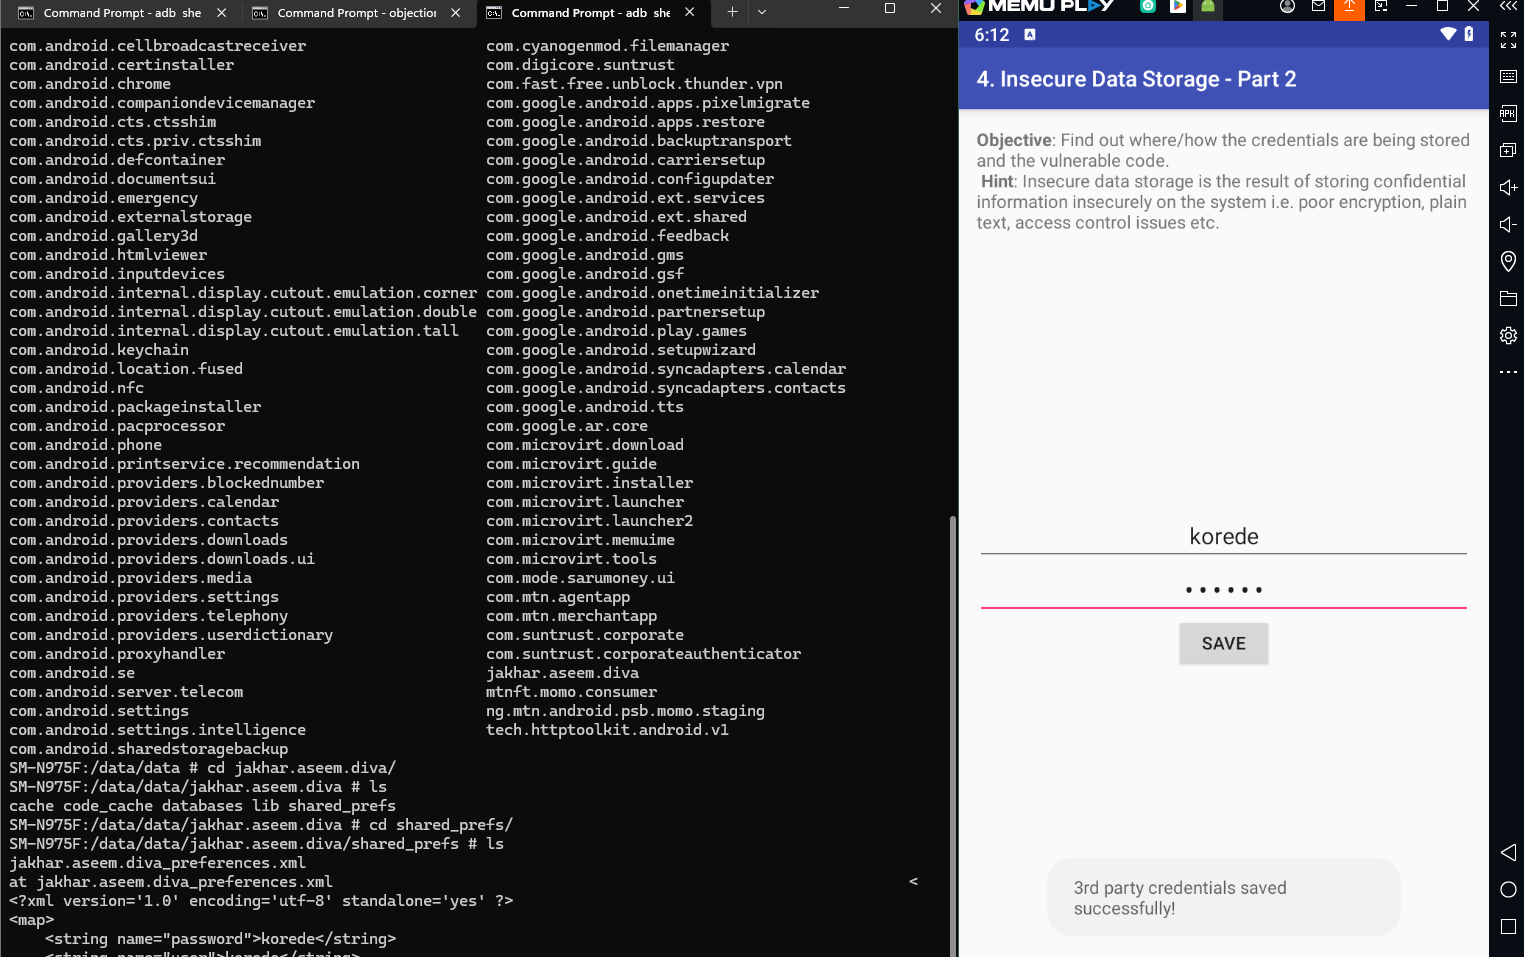 Command Prompt - adb she
Command Prompt - objection
Command Prompt - adb she
com.android.cellbroadcastreceiver
com.android.certinstaller
com.android.chrome
com.android.companiondevicemanager
com.android.cts.ctsshim
com.android.cts.priv.ctsshim
com.android.defcontainer
com.android.documentsui
com.android.emergency
com.android.externalstorage
com.android.gallery3d
com.android.htmlviewer
com.android.inputdevices
com.android.internal.display.cutout.emulation.corner
com.android.internal.display.cutout.emulation.double
com.android.internal.display.cutout.emulation.tall
com.android.keychain
com.android.location.fused
com.android.nfc
com.android.packageinstaller
com.android.pacprocessor
com.android.phone
com.android.printservice.recommendation
com.android.providers.blockednumber
com.android.providers.calendar
com.android.providers.contacts
com.android.providers.downloads
com.android.providers.downloads.ui
com.android.providers.media
com.android.providers.settings
com.android.providers.telephony
com.android.providers.userdictionary
com.android.proxyhandler
com.android.se
com.android.server.telecom
com.android.settings
com.android.settings.intelligence
com.android.sharedstoragebackup
com.cyanogenmod.filemanager
com.digicore.suntrust
com.fast.free.unblock.thunder.vpn
com.google.android.apps.pixelmigrate
com.google.android.apps.restore
com.google.android.backuptransport
com.google.android.carriersetup
com.google.android.configupdater
com.google.android.ext.services
com.google.android.ext.shared
com.google.android.feedback
com.google.android.gms
com.google.android.gsf
com.google.android.onetimeinitializer
com.google.android.partnersetup
com.google.android.play.games
com.google.android.setupwizard
com.google.android.syncadapters.calendar
com.google.android.syncadapters.contacts
com.google.android.tts
com.google.ar.core
com.microvirt.download
com.microvirt.guide
com.microvirt.installer
com.microvirt.launcher
com.microvirt.launcher2
com.microvirt.memuime
com.microvirt.tools
com.mode.sarumoney.ui
com.mtn.agentapp
com.mtn.merchantapp
com.suntrust.corporate
com.suntrust.corporateauthenticator
jakhar.aseem.diva
mtnft.momo.consumer
ng.mtn.android.psb.momo.staging
tech.httptoolkit.android.v1
SM-N975F:/data/data # cd jakhar.aseem.diva/
SM-N975F:/data/data/jakhar.aseem.diva # ls
cache code_cache databases lib shared_prefs
SM-N975F:/data/data/jakhar.aseem.diva # cd shared_prefs/
SM-N975F:/data/data/jakhar.aseem.diva/shared_prefs # ls
jakhar.aseem.diva_preferences.xml
at jakhar.aseem.diva_preferences.xml <
<?xml version='1.0' encoding='utf-8' standalone='yes' ?>
<map>
<string name="password">korede</string>
<string name="user">korede</string>
MEMU PLAY
6:12
4. Insecure Data Storage - Part 2
Objective: Find out where/how the credentials are being stored
and the vulnerable code.
Hint: Insecure data storage is the result of storing confidential
information insecurely on the system i.e. poor encryption, plain
text, access control issues etc.
korede
••••••
SAVE
3rd party credentials saved
successfully!
APK